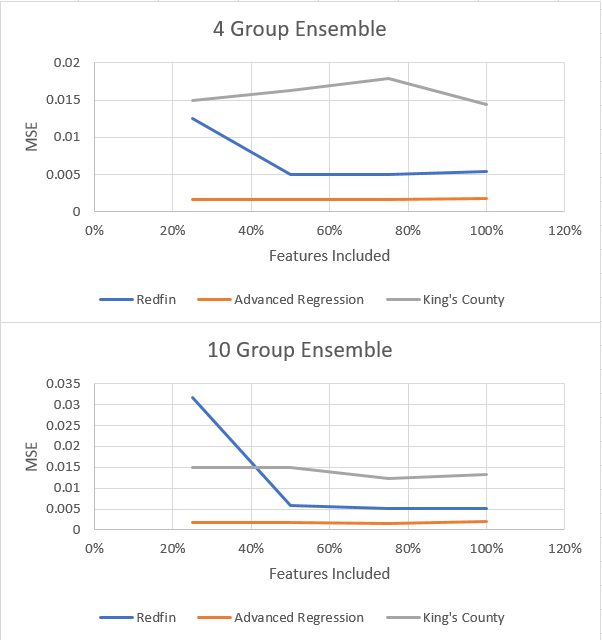 4 Group Ensemble
0.02
0.015
0.01
0.005
0
MSE
0% 20% 40% 60% 80% 100% 120%
Features Included
Redfin Advanced Regression King's County
10 Group Ensemble
0.035
0.03
0.025
0.02
0.015
0.01
0.005
0
MSE
0% 20% 40% 60% 80% 100% 120%
Features Included
Redfin Advanced Regression King's County